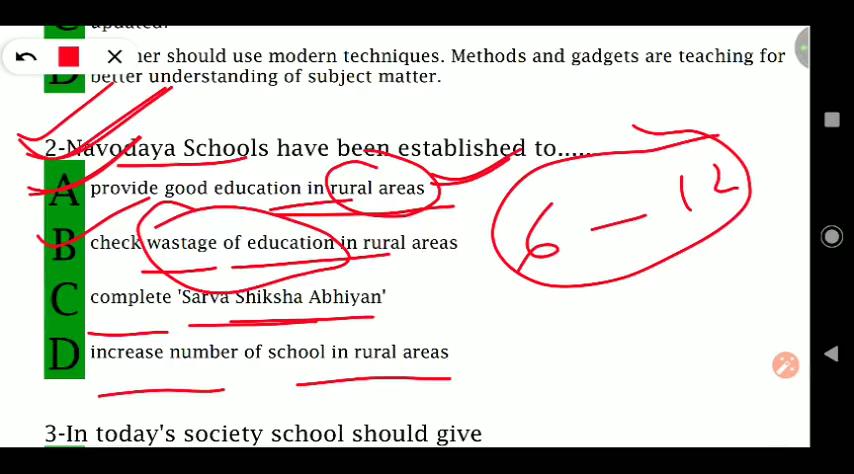 updated.
her should use modern techniques. Methods and gadgets are teaching for
D better understanding of subject matter.
2-Navodaya Schools have been established to......
A provide good education in rural areas
6 — 12
B check wastage of education in rural areas
C complete 'Sarva Shiksha Abhiyan'
D increase number of school in rural areas
3-In today's society school should give